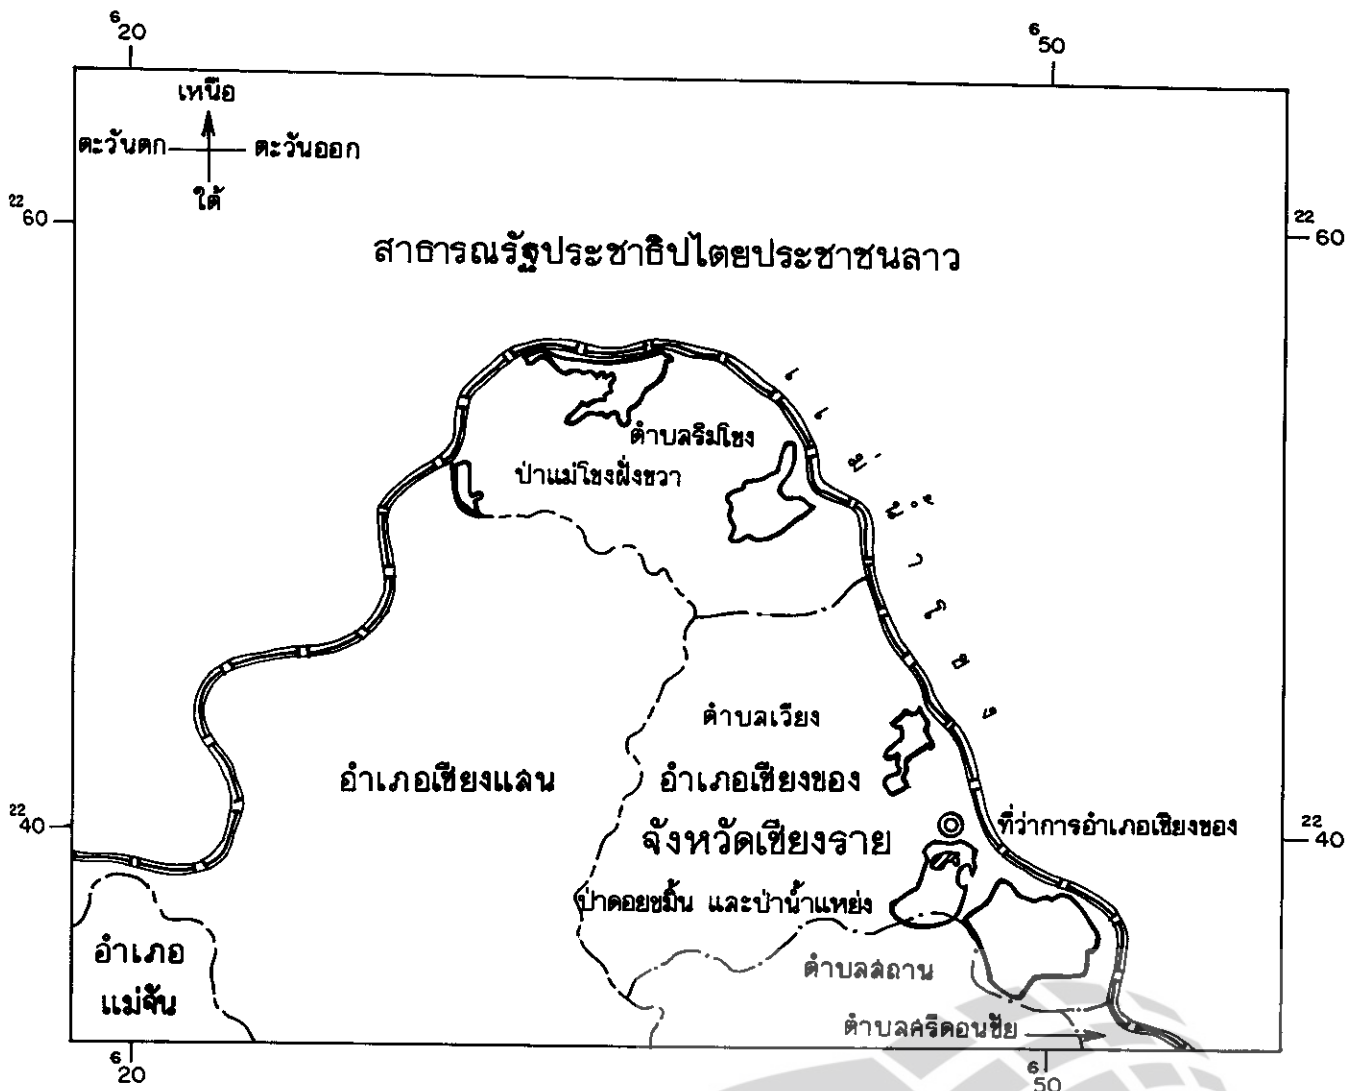 6 20
6 50
เหนือ
ตะวันตก
ตะวันออก
ใต้
22 60
22 60
สาธารณรัฐประชาธิปไตยประชาชนลาว
ตำบลริมโขง
ป่าแม่โขงฝั่งขวา
แม่น้ำโขง
ตำบลเวียง
อำเภอเชียงแสน
อำเภอเชียงของ
22 40
ที่ว่าการอำเภอเชียงของ
22 40
จังหวัดเชียงราย
ป่าดอยขมิ้น และป่าน้ำแหย่ง
อำเภอ
แม่จัน
ตำบลสถาน
ตำบลศรีดอนชัย
6 20
6 50